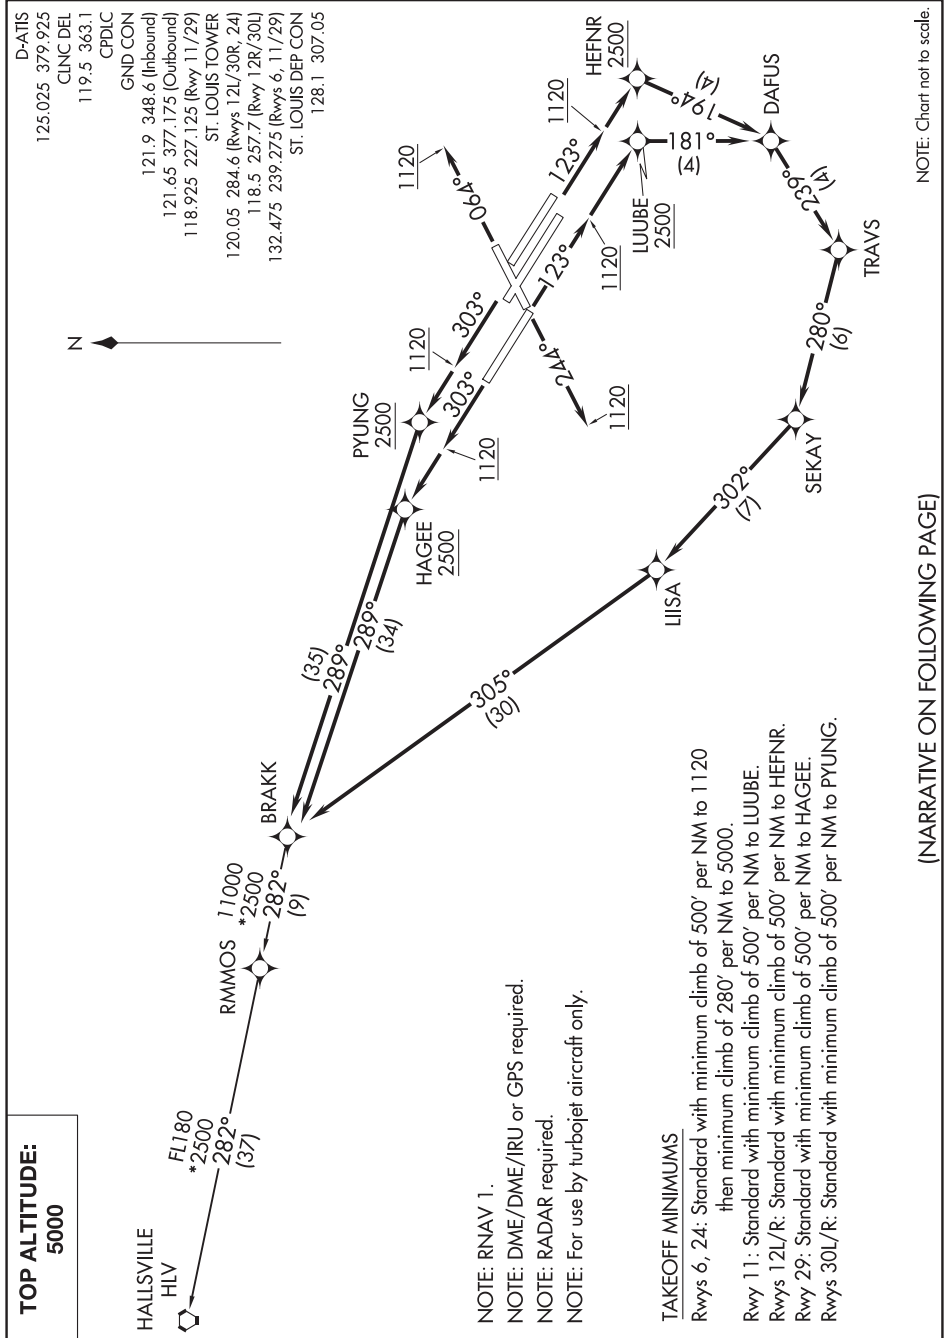 TOP ALTITUDE:
5000
D-ATIS
125.025 379.925
CLNC DEL
119.5 363.1
CPDLC
GND CON
121.9 348.6 (Inbound)
121.65 377.175 (Outbound)
118.925 227.125 (Rwy 11/29)
ST. LOUIS TOWER
120.05 284.6 (Rwys 12L/30R, 24)
118.5 257.7 (Rwy 12R/30L)
132.475 239.275 (Rwys 6, 11/29)
ST. LOUIS DEP CON
128.1 307.05
N
HALLSVILLE
HLV
FL180
*2500
282°
(37)
RMMOS
11000
*2500
282°
(9)
BRAKK
(35)
289°
289°
(34)
PYUNG
2500
HAGEE
2500
1120
303°
303°
1120
1120
064°
244°
1120
123°
1120
123°
1120
HEFNR
2500
LUUBE
2500
194°
(4)
181°
(4)
DAFUS
239°
(4)
TRAVS
280°
(6)
SEKAY
302°
(7)
LIISA
305°
(30)
NOTE: RNAV 1.
NOTE: DME/DME/IRU or GPS required.
NOTE: RADAR required.
NOTE: For use by turbojet aircraft only.
TAKEOFF MINIMUMS
Rwys 6, 24: Standard with minimum climb of 500' per NM to 1120
then minimum climb of 280' per NM to 5000.
Rwy 11: Standard with minimum climb of 500' per NM to LUUBE.
Rwys 12L/R: Standard with minimum climb of 500' per NM to HEFNR.
Rwy 29: Standard with minimum climb of 500' per NM to HAGEE.
Rwys 30L/R: Standard with minimum climb of 500' per NM to PYUNG.
(NARRATIVE ON FOLLOWING PAGE)
NOTE: Chart not to scale.